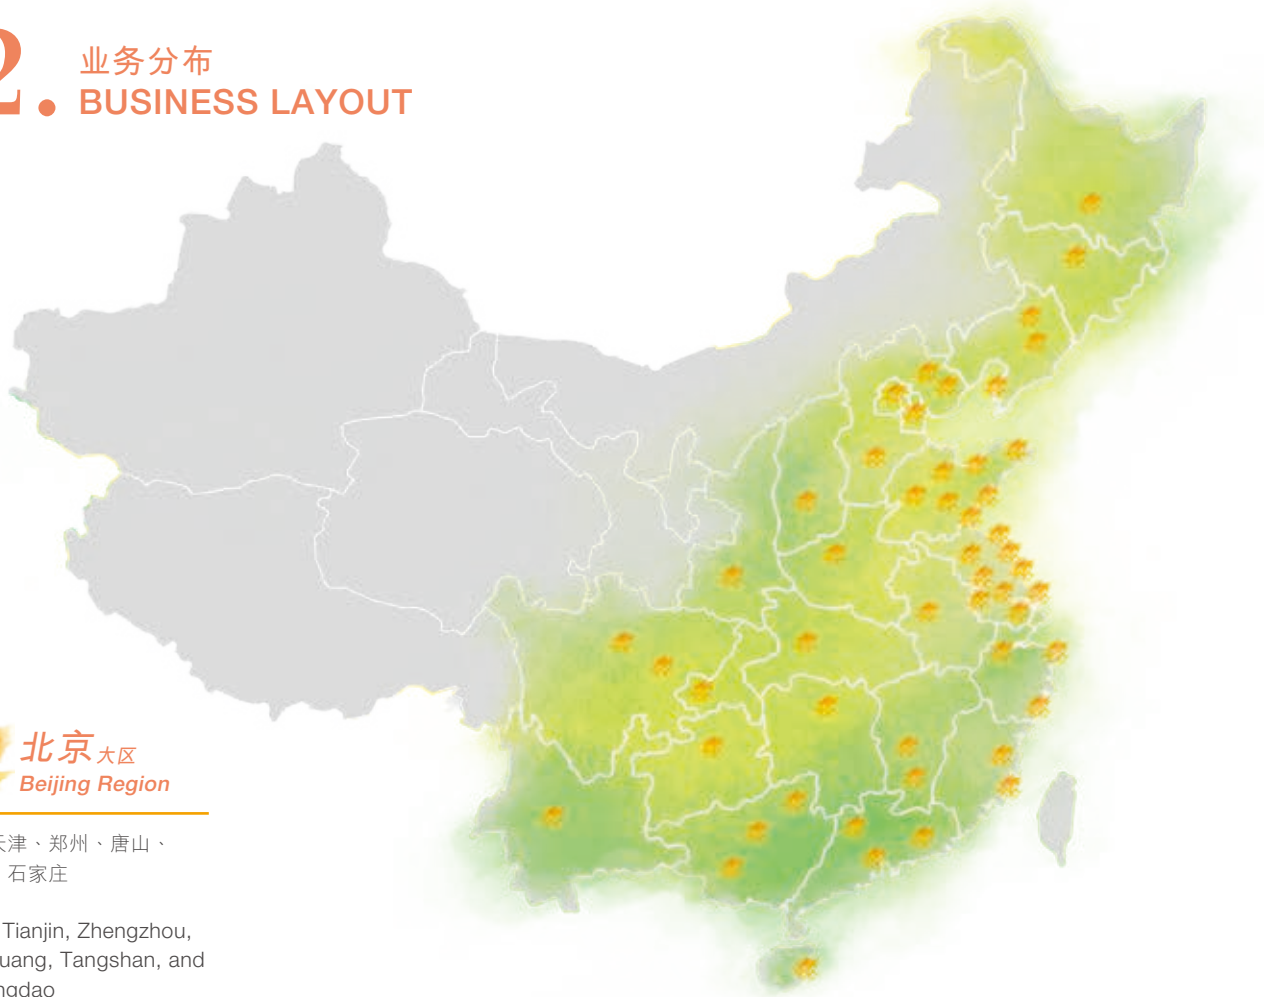 2.
业务分布
BUSINESS LAYOUT
北京大区
Beijing Region
津、郑州、唐山、
石家庄
Tianjin, Zhengzhou,
Tangshan, and